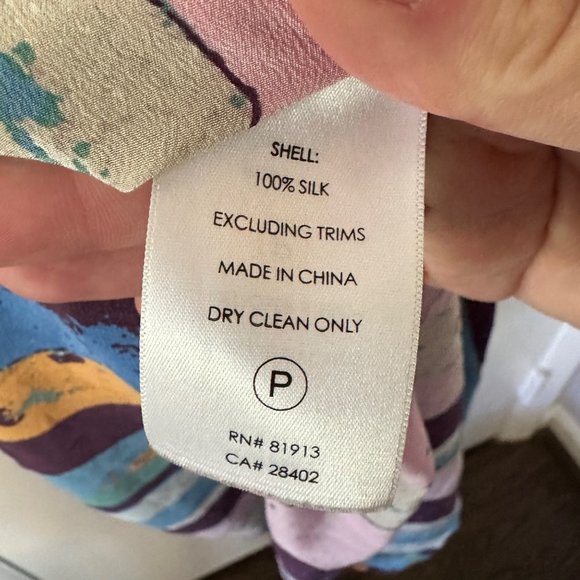 SHELL:
100% SILK
EXCLUDING TRIMS
MADE IN CHINA
DRY CLEAN ONLY
P
RN# 81913
CA# 28402